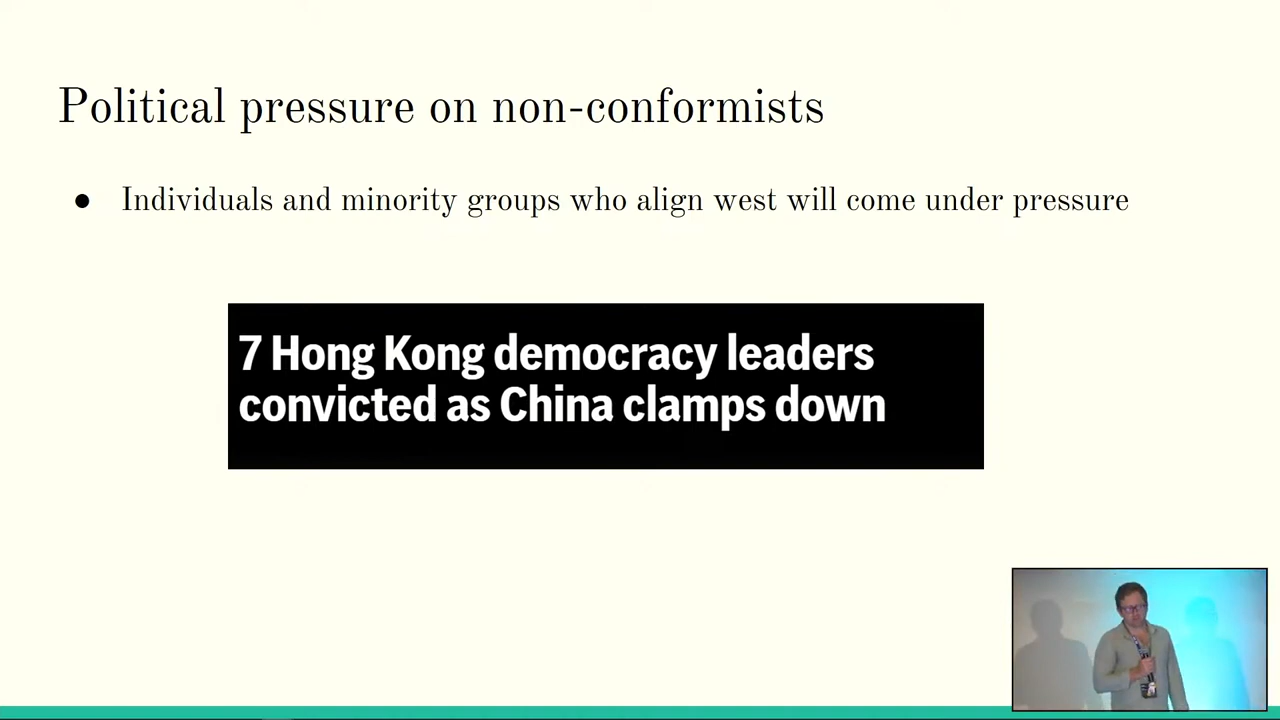 Political pressure on non-conformists
● Individuals and minority groups who align west will come under pressure
7 Hong Kong democracy leaders
convicted as China clamps down